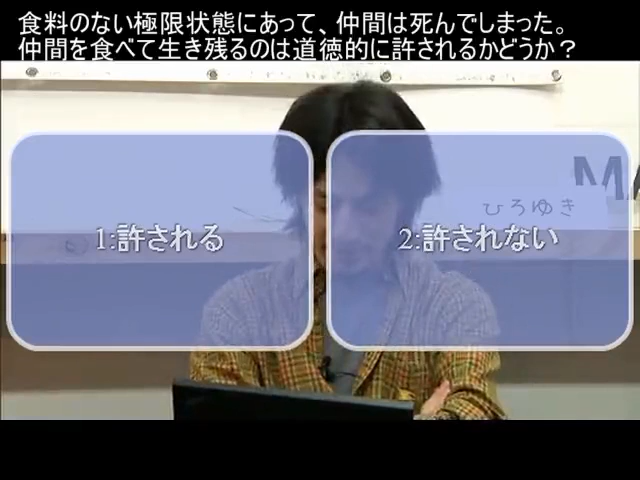 食料のない極限状態にあって、仲間は死んでしまった。
仲間を食べて生き残るのは道徳的に許されるかどうか？
MA
ひろゆき
1:許される
2:許されない